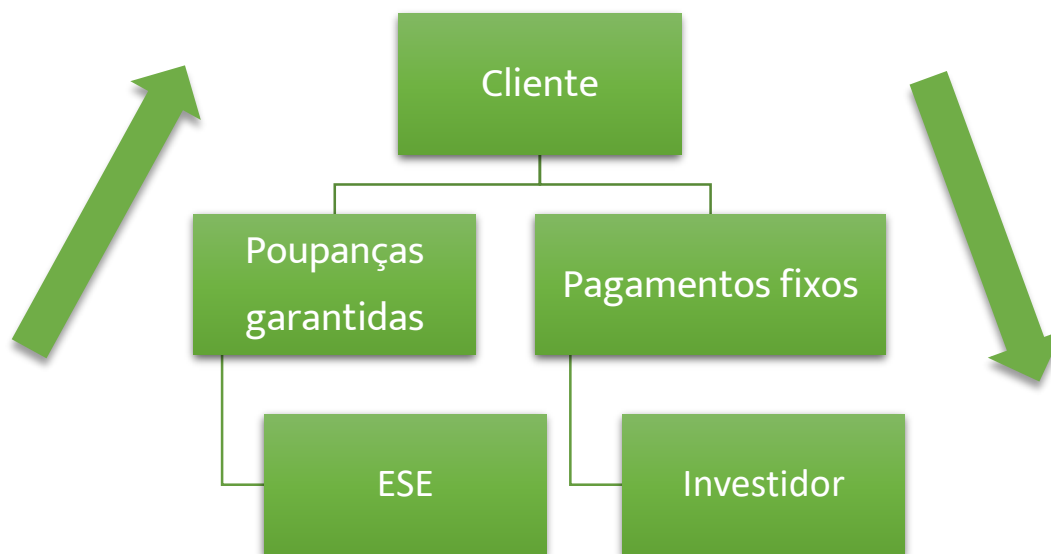 Cliente
Poupanças
garantidas
Pagamentos fixos
ESE
Investidor